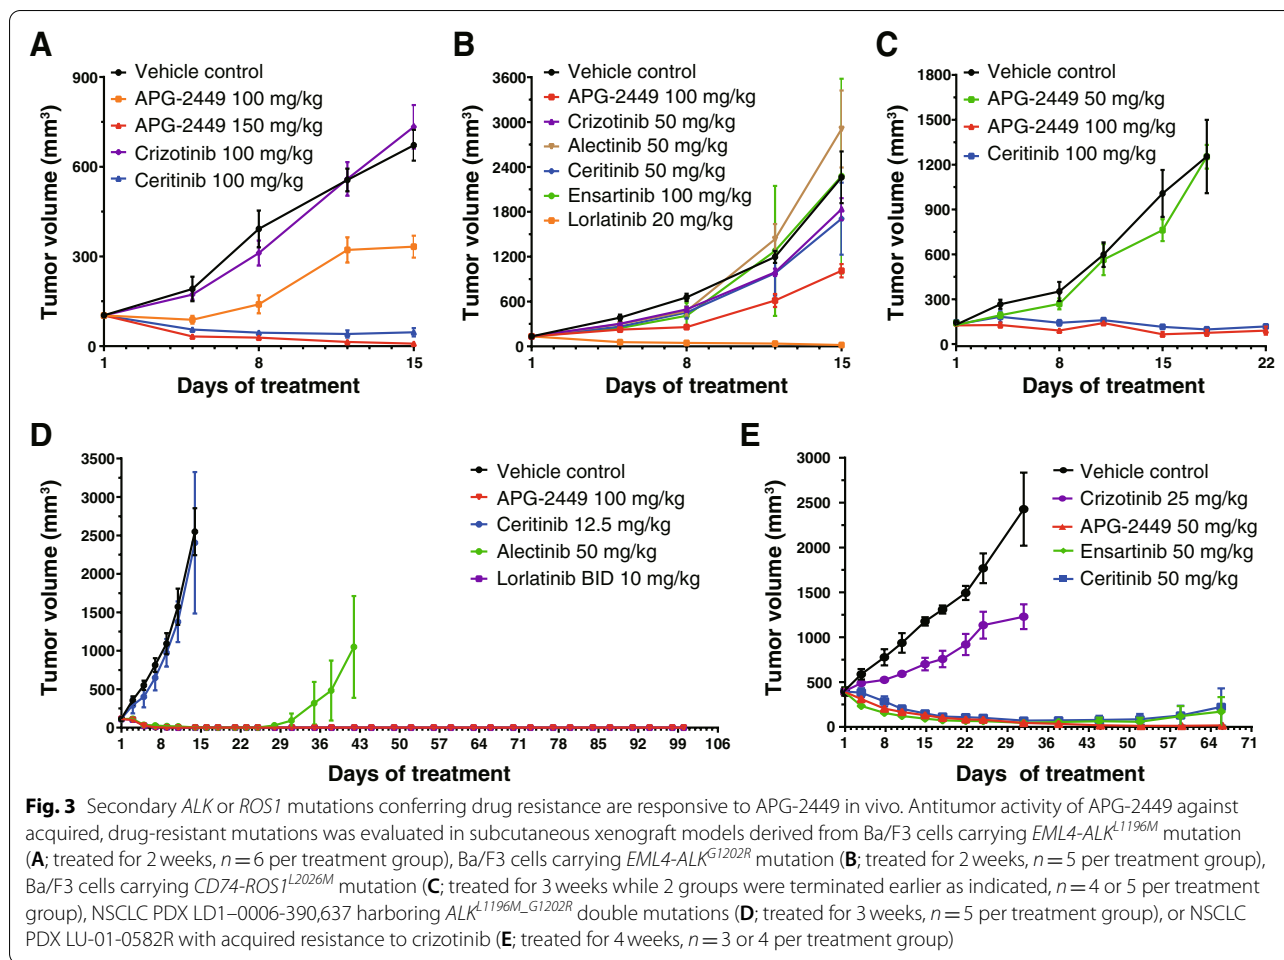 A
Vehicle control
APG-2449 100 mg/kg
APG-2449 150 mg/kg
Crizotinib 100 mg/kg
Ceritinib 100 mg/kg
Tumor volume (mm³)
900
600
300
0
1 8 15
Days of treatment
B
Vehicle control
APG-2449 100 mg/kg
Crizotinib 50 mg/kg
Alectinib 50 mg/kg
Ceritinib 50 mg/kg
Ensartinib 100 mg/kg
Lorlatinib 20 mg/kg
Tumor volume (mm³)
3600
3000
2400
1800
1200
600
0
1 8 15
Days of treatment
C
Vehicle control
APG-2449 50 mg/kg
APG-2449 100 mg/kg
Ceritinib 100 mg/kg
Tumor volume (mm³)
1800
1500
1200
900
600
300
0
1 8 15 22
Days of treatment
D
Vehicle control
APG-2449 100 mg/kg
Ceritinib 12.5 mg/kg
Alectinib 50 mg/kg
Lorlatinib BID 10 mg/kg
Tumor volume (mm³)
3500
3000
2500
2000
1500
1000
500
0
1 8 15 22 29 36 43 50 57 64 71 78 85 92 99 106
Days of treatment
E
Vehicle control
Crizotinib 25 mg/kg
APG-2449 50 mg/kg
Ensartinib 50 mg/kg
Ceritinib 50 mg/kg
Tumor volume (mm³)
3000
2500
2000
1500
1000
500
0
1 8 15 22 29 36 43 50 57 64 71
Days of treatment
Fig. 3 Secondary ALK or ROS1 mutations conferring drug resistance are responsive to APG-2449 in vivo. Antitumor activity of APG-2449 against
acquired, drug-resistant mutations was evaluated in subcutaneous xenograft models derived from Ba/F3 cells carrying EML4-ALK^L1196M mutation
(A; treated for 2 weeks, n = 6 per treatment group), Ba/F3 cells carrying EML4-ALK^G1202R mutation (B; treated for 2 weeks, n = 5 per treatment group),
Ba/F3 cells carrying CD74-ROS1^L2026M mutation (C; treated for 3 weeks while 2 groups were terminated earlier as indicated, n = 4 or 5 per treatment
group), NSCLC PDX LD1–0006-390,637 harboring ALK^L1196M_G1202R double mutations (D; treated for 3 weeks, n = 5 per treatment group), or NSCLC
PDX LU-01-0582R with acquired resistance to crizotinib (E; treated for 4 weeks, n = 3 or 4 per treatment group)